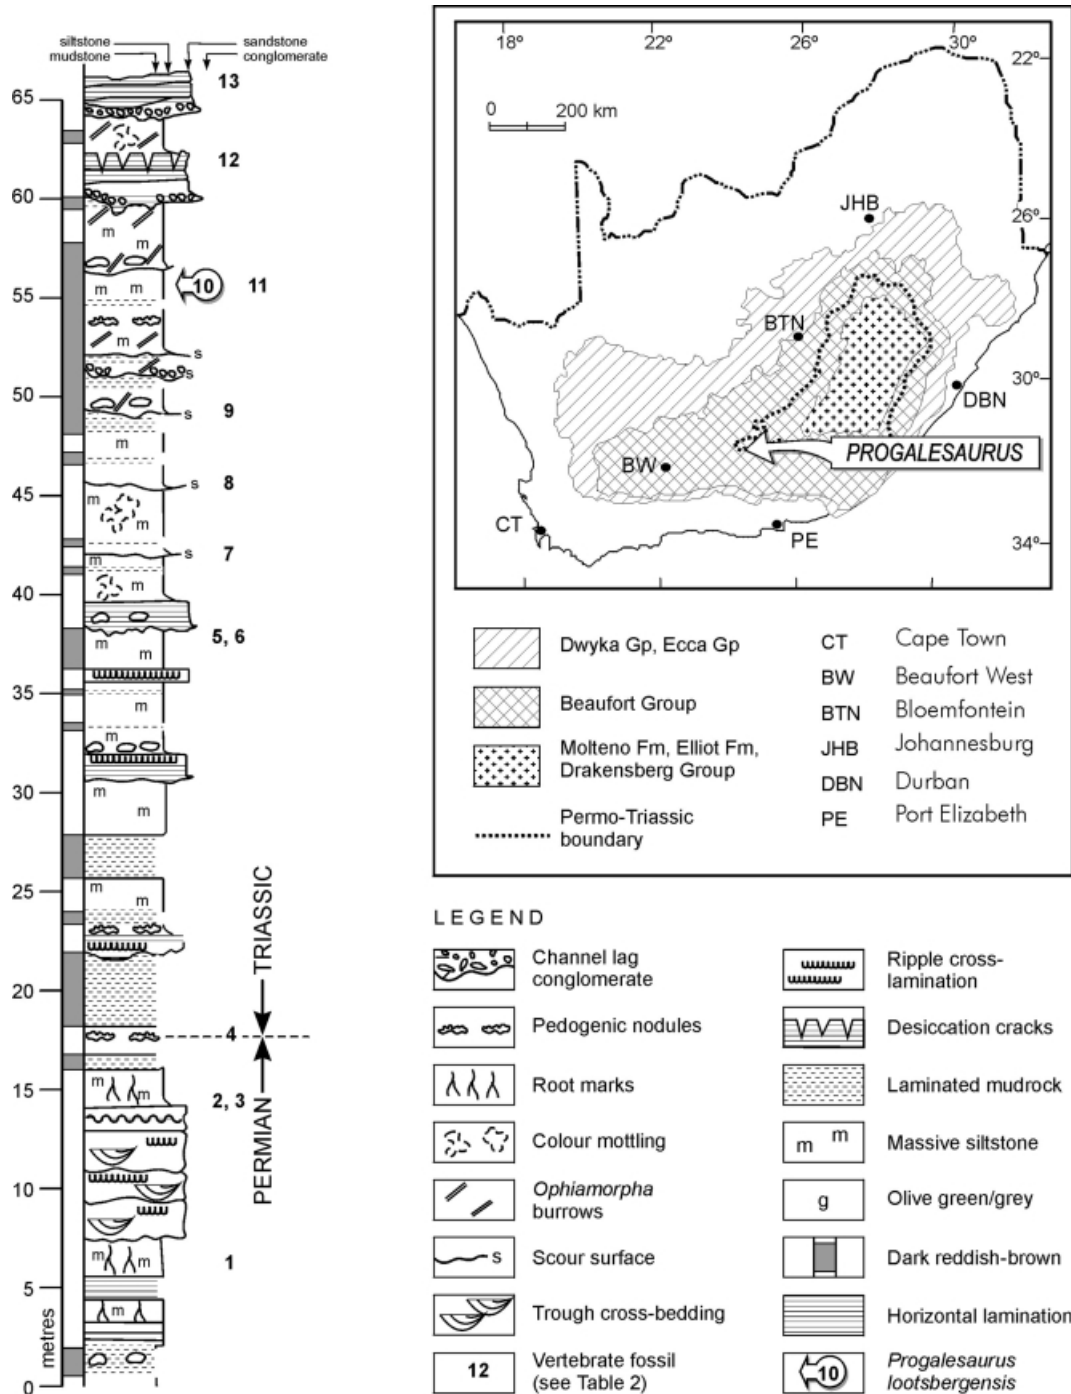 siltstone
mudstone
sandstone
conglomerate
65
60
55
50
45
40
35
30
25
20
15
10
5
0
metres
13
12
m
m
m m
10
11
m
s
s
s
9
m
m
s
8
m
s
7
m
m
5, 6
m
m
m
m
m
m
4
m
m
2, 3
m m
1
m
TRIASSIC
PERMIAN
18º
22º
26º
30º
22º
26º
30º
34º
0 200 km
JHB
BTN
DBN
BW
CT
PE
PROGALESAURUS
Dwyka Gp, Ecca Gp
Beaufort Group
Molteno Fm, Elliot Fm,
Drakensberg Group
Permo-Triassic
boundary
CT Cape Town
BW Beaufort West
BTN Bloemfontein
JHB Johannesburg
DBN Durban
PE Port Elizabeth
LEGEND
Channel lag
conglomerate
Pedogenic nodules
Root marks
Colour mottling
Ophiamorpha
burrows
s Scour surface
Trough cross-bedding
12 Vertebrate fossil
(see Table 2)
Ripple cross-
lamination
Desiccation cracks
Laminated mudrock
m m Massive siltstone
g Olive green/grey
Dark reddish-brown
Horizontal lamination
10 Progalesaurus
lootsbergensis